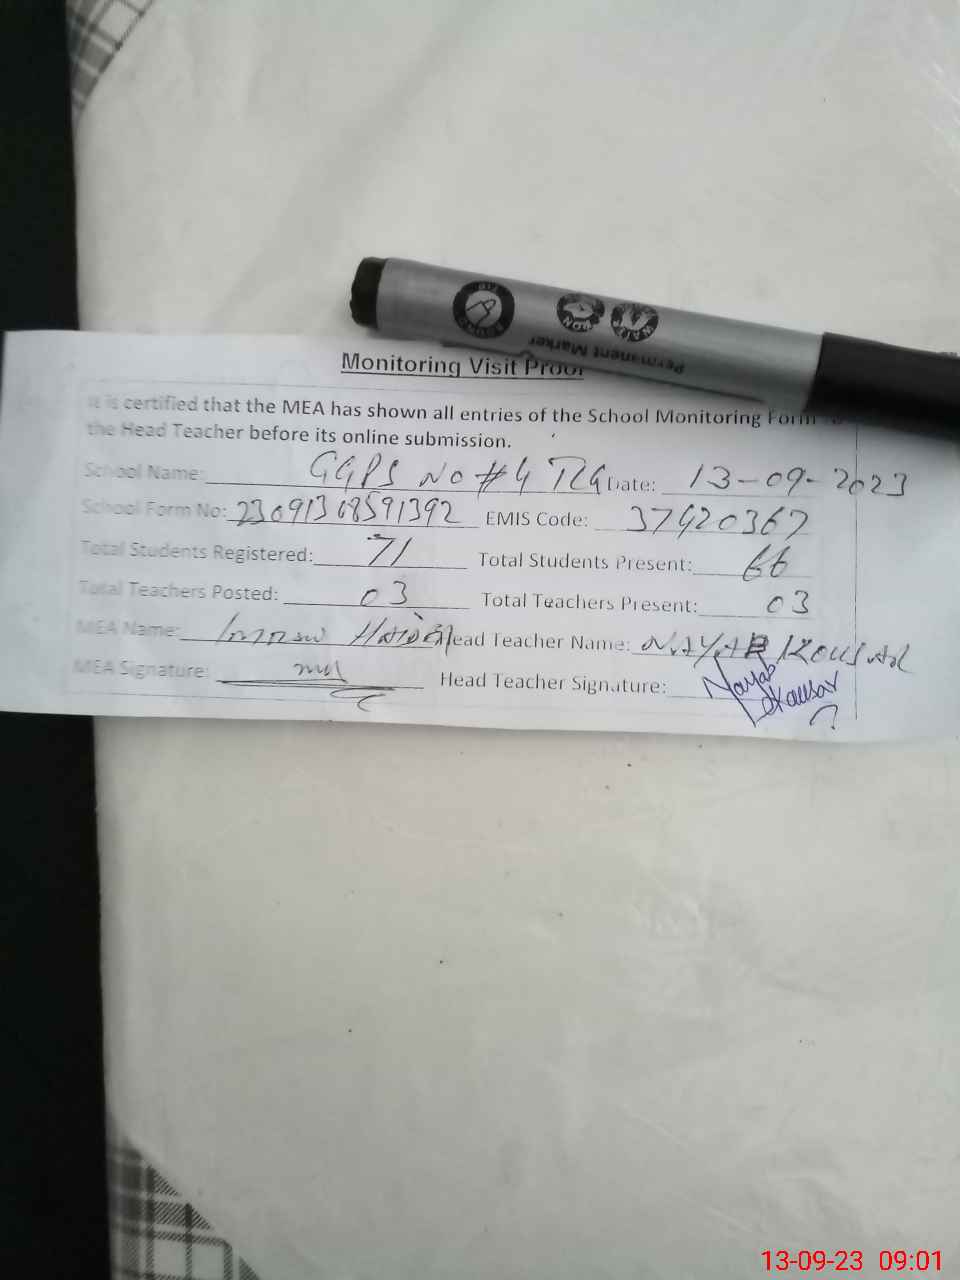 Permanent Marker
Monitoring Visit Proof
It is certified that the MEA has shown all entries of the School Monitoring Form
the Head Teacher before its online submission.
School Name: GGPS No #4 TLG Date: 13-09-2023
School Form No: 23091368591392 EMIS Code: 37420367
Total Students Registered: 71 Total Students Present: 66
Total Teachers Posted: 03 Total Teachers Present: 03
MEA Name: Head Teacher Name: NAYAB KOUSAR
MEA Signature: Head Teacher Signature: Nayab Kausar
13-09-23 09:01